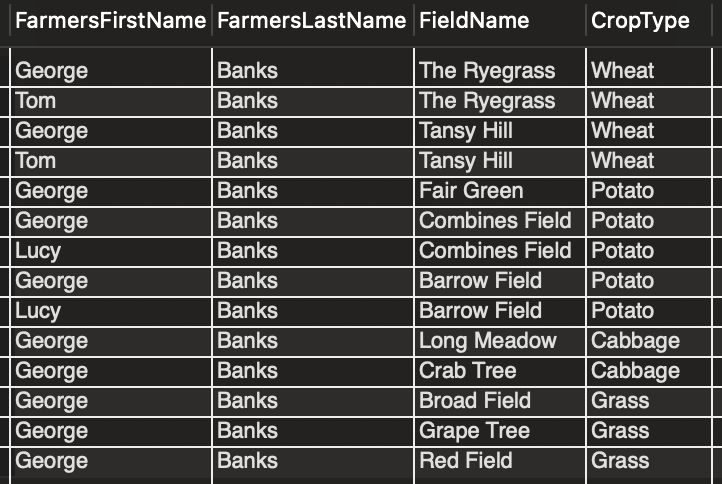 FarmersFirstName FarmersLastName FieldName CropType
George Banks The Ryegrass Wheat
Tom Banks The Ryegrass Wheat
George Banks Tansy Hill Wheat
Tom Banks Tansy Hill Wheat
George Banks Fair Green Potato
George Banks Combines Field Potato
Lucy Banks Combines Field Potato
George Banks Barrow Field Potato
Lucy Banks Barrow Field Potato
George Banks Long Meadow Cabbage
George Banks Crab Tree Cabbage
George Banks Broad Field Grass
George Banks Grape Tree Grass
George Banks Red Field Grass